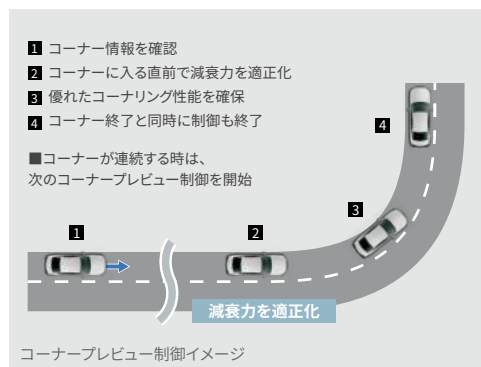 1 コーナー情報を確認
2 コーナーに入る直前で減衰力を適正化
3 優れたコーナリング性能を確保
4 コーナー終了と同時に制御も終了
■コーナーが連続する時は、
次のコーナープレビュー制御を開始
4
3
1
2
減衰力を適正化
コーナープレビュー制御イメージ